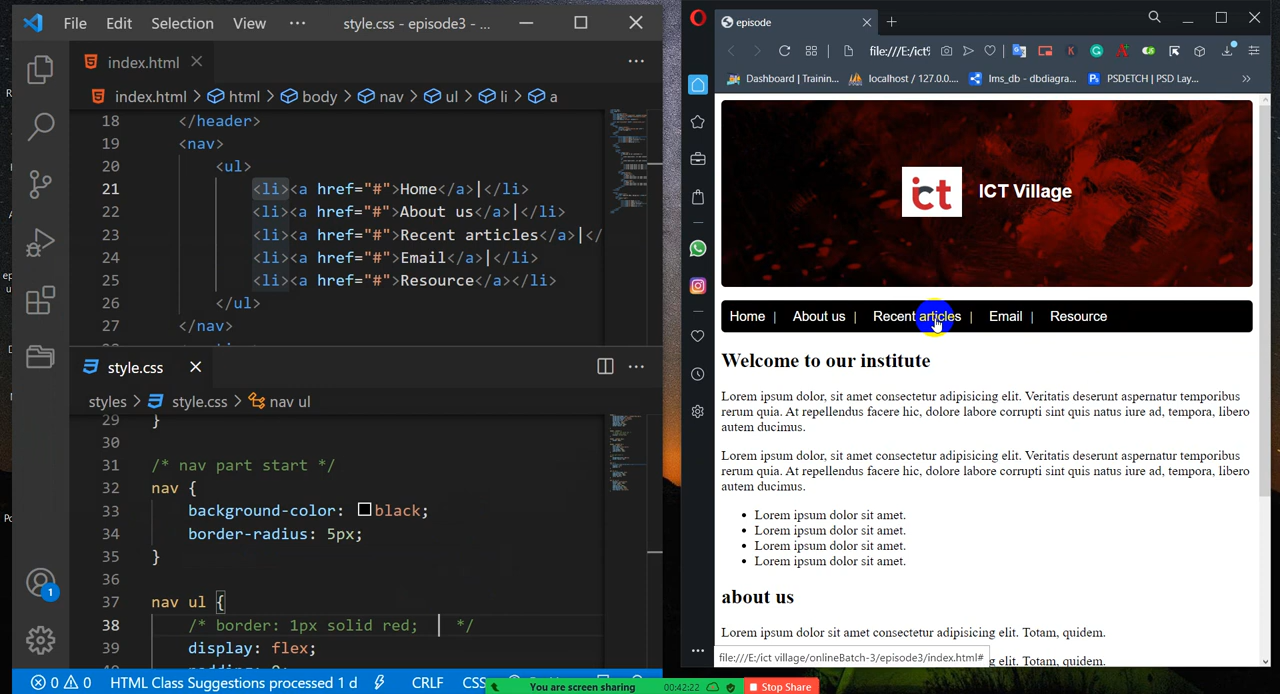 File Edit Selection View ··· style.css - episode3 - ...
index.html
index.html > html > body > nav > ul > li > a
18 </header>
19 <nav>
20 <ul>
21 <li><a href="#">Home</a>|</li>
22 <li><a href="#">About us</a>|</li>
23 <li><a href="#">Recent articles</a>|</
24 <li><a href="#">Email</a>|</li>
25 <li><a href="#">Resource</a></li>
26 </ul>
27 </nav>
style.css
styles > style.css > nav ul
29 }
30
31 /* nav part start */
32 nav {
33 background-color: black;
34 border-radius: 5px;
35 }
36
37 nav ul {
38 /* border: 1px solid red; */
39 display: flex;
1
0 0 HTML Class Suggestions processed 1 d CRLF CSS
You are screen sharing 00:42:22 Stop Share
episode
file:///E:/ict
Dashboard | Trainin... localhost / 127.0.0.... lms_db - dbdiagra... PSDETCH | PSD Lay...
ict ICT Village
Home | About us | Recent articles | Email | Resource
Welcome to our institute
Lorem ipsum dolor, sit amet consectetur adipisicing elit. Veritatis deserunt aspernatur temporibus
rerum quia. At repellendus facere hic, dolore labore corrupti sint quis natus iure ad, tempora, libero
autem ducimus.
Lorem ipsum dolor, sit amet consectetur adipisicing elit. Veritatis deserunt aspernatur temporibus
rerum quia. At repellendus facere hic, dolore labore corrupti sint quis natus iure ad, tempora, libero
autem ducimus.
Lorem ipsum dolor sit amet.
Lorem ipsum dolor sit amet.
Lorem ipsum dolor sit amet.
Lorem ipsum dolor sit amet.
about us
Lorem ipsum dolor sit amet consectetur adipisicing elit. Totam, quidem.
g elit. Totam, quidem.
file:///E:/ict village/onlineBatch-3/episode3/index.html#